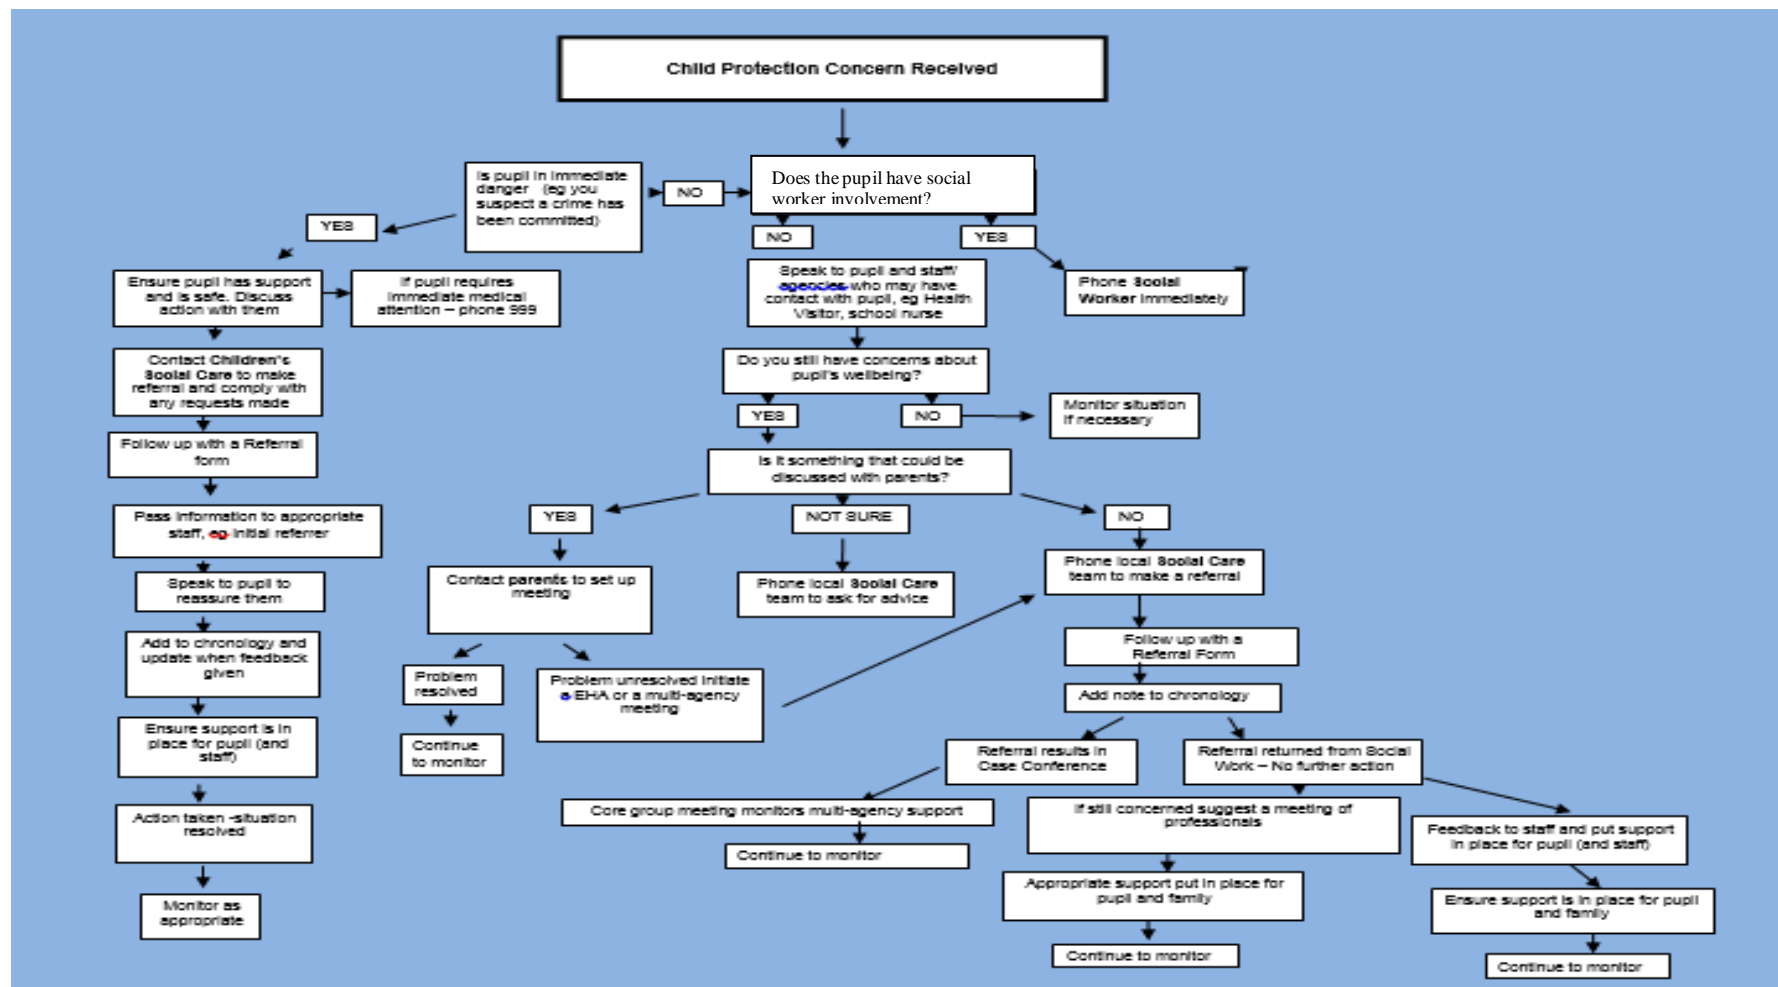 Child Protection Concern Received
Is pupil in immediate
danger (eg you
suspect a crime has
been committed)
NO
Does the pupil have social
worker involvement?
YES
NO
YES
Ensure pupil has support
and is safe. Discuss
action with them
If pupil requires
immediate medical
attention – phone 999
Speak to pupil and staff/
agencies who may have
contact with pupil, eg Health
Visitor, school nurse
Phone Social
Worker immediately
Contact Children's
Social Care to make
referral and comply with
any requests made
Do you still have concerns about
pupil's wellbeing?
YES
NO
Monitor situation
if necessary
Follow up with a Referral
form
Is it something that could be
discussed with parents?
Pass information to appropriate
staff, eg initial referrer
YES
NOT SURE
NO
Speak to pupil to
reassure them
Contact parents to set up
meeting
Phone local Social Care
team to ask for advice
Phone local Social Care
team to make a referral
Add to chronology and
update when feedback
given
Follow up with a
Referral Form
Problem
resolved
Problem unresolved initiate
a EHA or a multi-agency
meeting
Add note to chronology
Ensure support is in
place for pupil (and
staff)
Continue
to monitor
Referral results in
Case Conference
Referral returned from Social
Work – No further action
Action taken -situation
resolved
Core group meeting monitors multi-agency support
If still concerned suggest a meeting of
professionals
Feedback to staff and put support
in place for pupil (and staff)
Continue to monitor
Monitor as
appropriate
Appropriate support put in place for
pupil and family
Ensure support is in place for pupil
and family
Continue to monitor
Continue to monitor